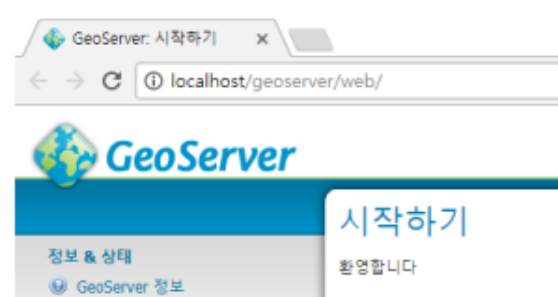 GeoServer: 시작하기
localhost/geoserver/web/
GeoServer
시작하기
환영합니다
정보 & 상태
GeoServer 정보